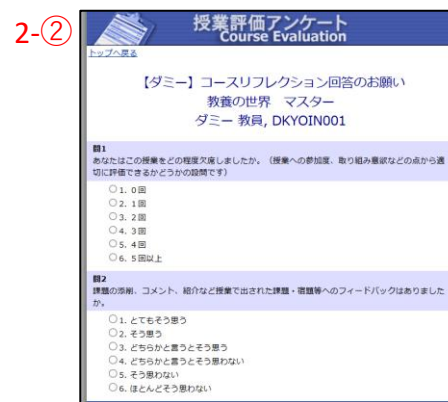 2-②
授業評価アンケート
Course Evaluation
トップへ戻る
【ダミー】コースリフレクション回答のお願い
教養の世界　マスター
ダミー 教員, DKYOIN001
問1
あなたはこの授業をどの程度欠席しましたか。（授業への参加度、取り組み意欲などの点から適
切に評価できるかどうかの設問です）
1. 0回
2. 1回
3. 2回
4. 3回
5. 4回
6. 5回以上
問2
課題の添削、コメント、紹介など授業で出された課題・宿題等へのフィードバックはありました
か。
1. とてもそう思う
2. そう思う
3. どちらかと言うとそう思う
4. どちらかと言うとそう思わない
5. そう思わない
6. ほとんどそう思わない